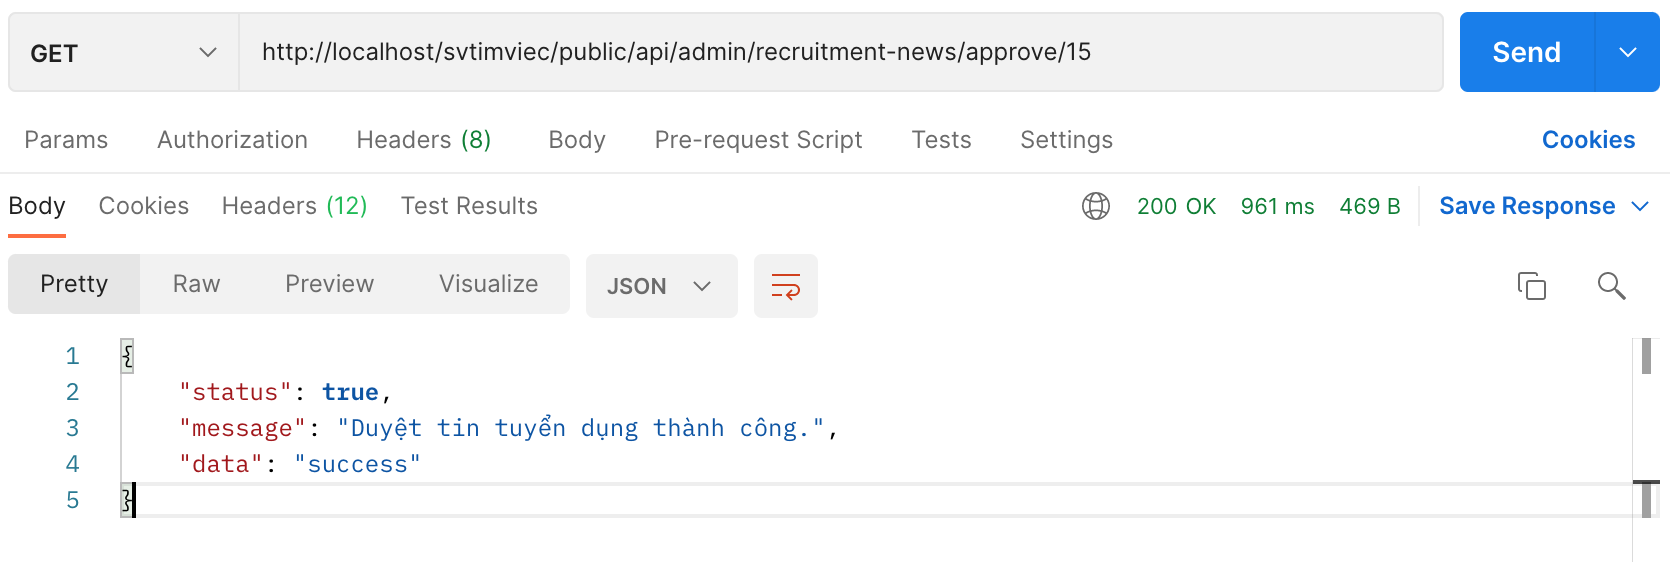 GET http://localhost/svtimviec/public/api/admin/recruitment-news/approve/15 Send
Params Authorization Headers (8) Body Pre-request Script Tests Settings Cookies
Body Cookies Headers (12) Test Results 200 OK 961 ms 469 B Save Response
Pretty Raw Preview Visualize JSON
1 {
2 "status": true,
3 "message": "Duyệt tin tuyển dụng thành công.",
4 "data": "success"
5 }